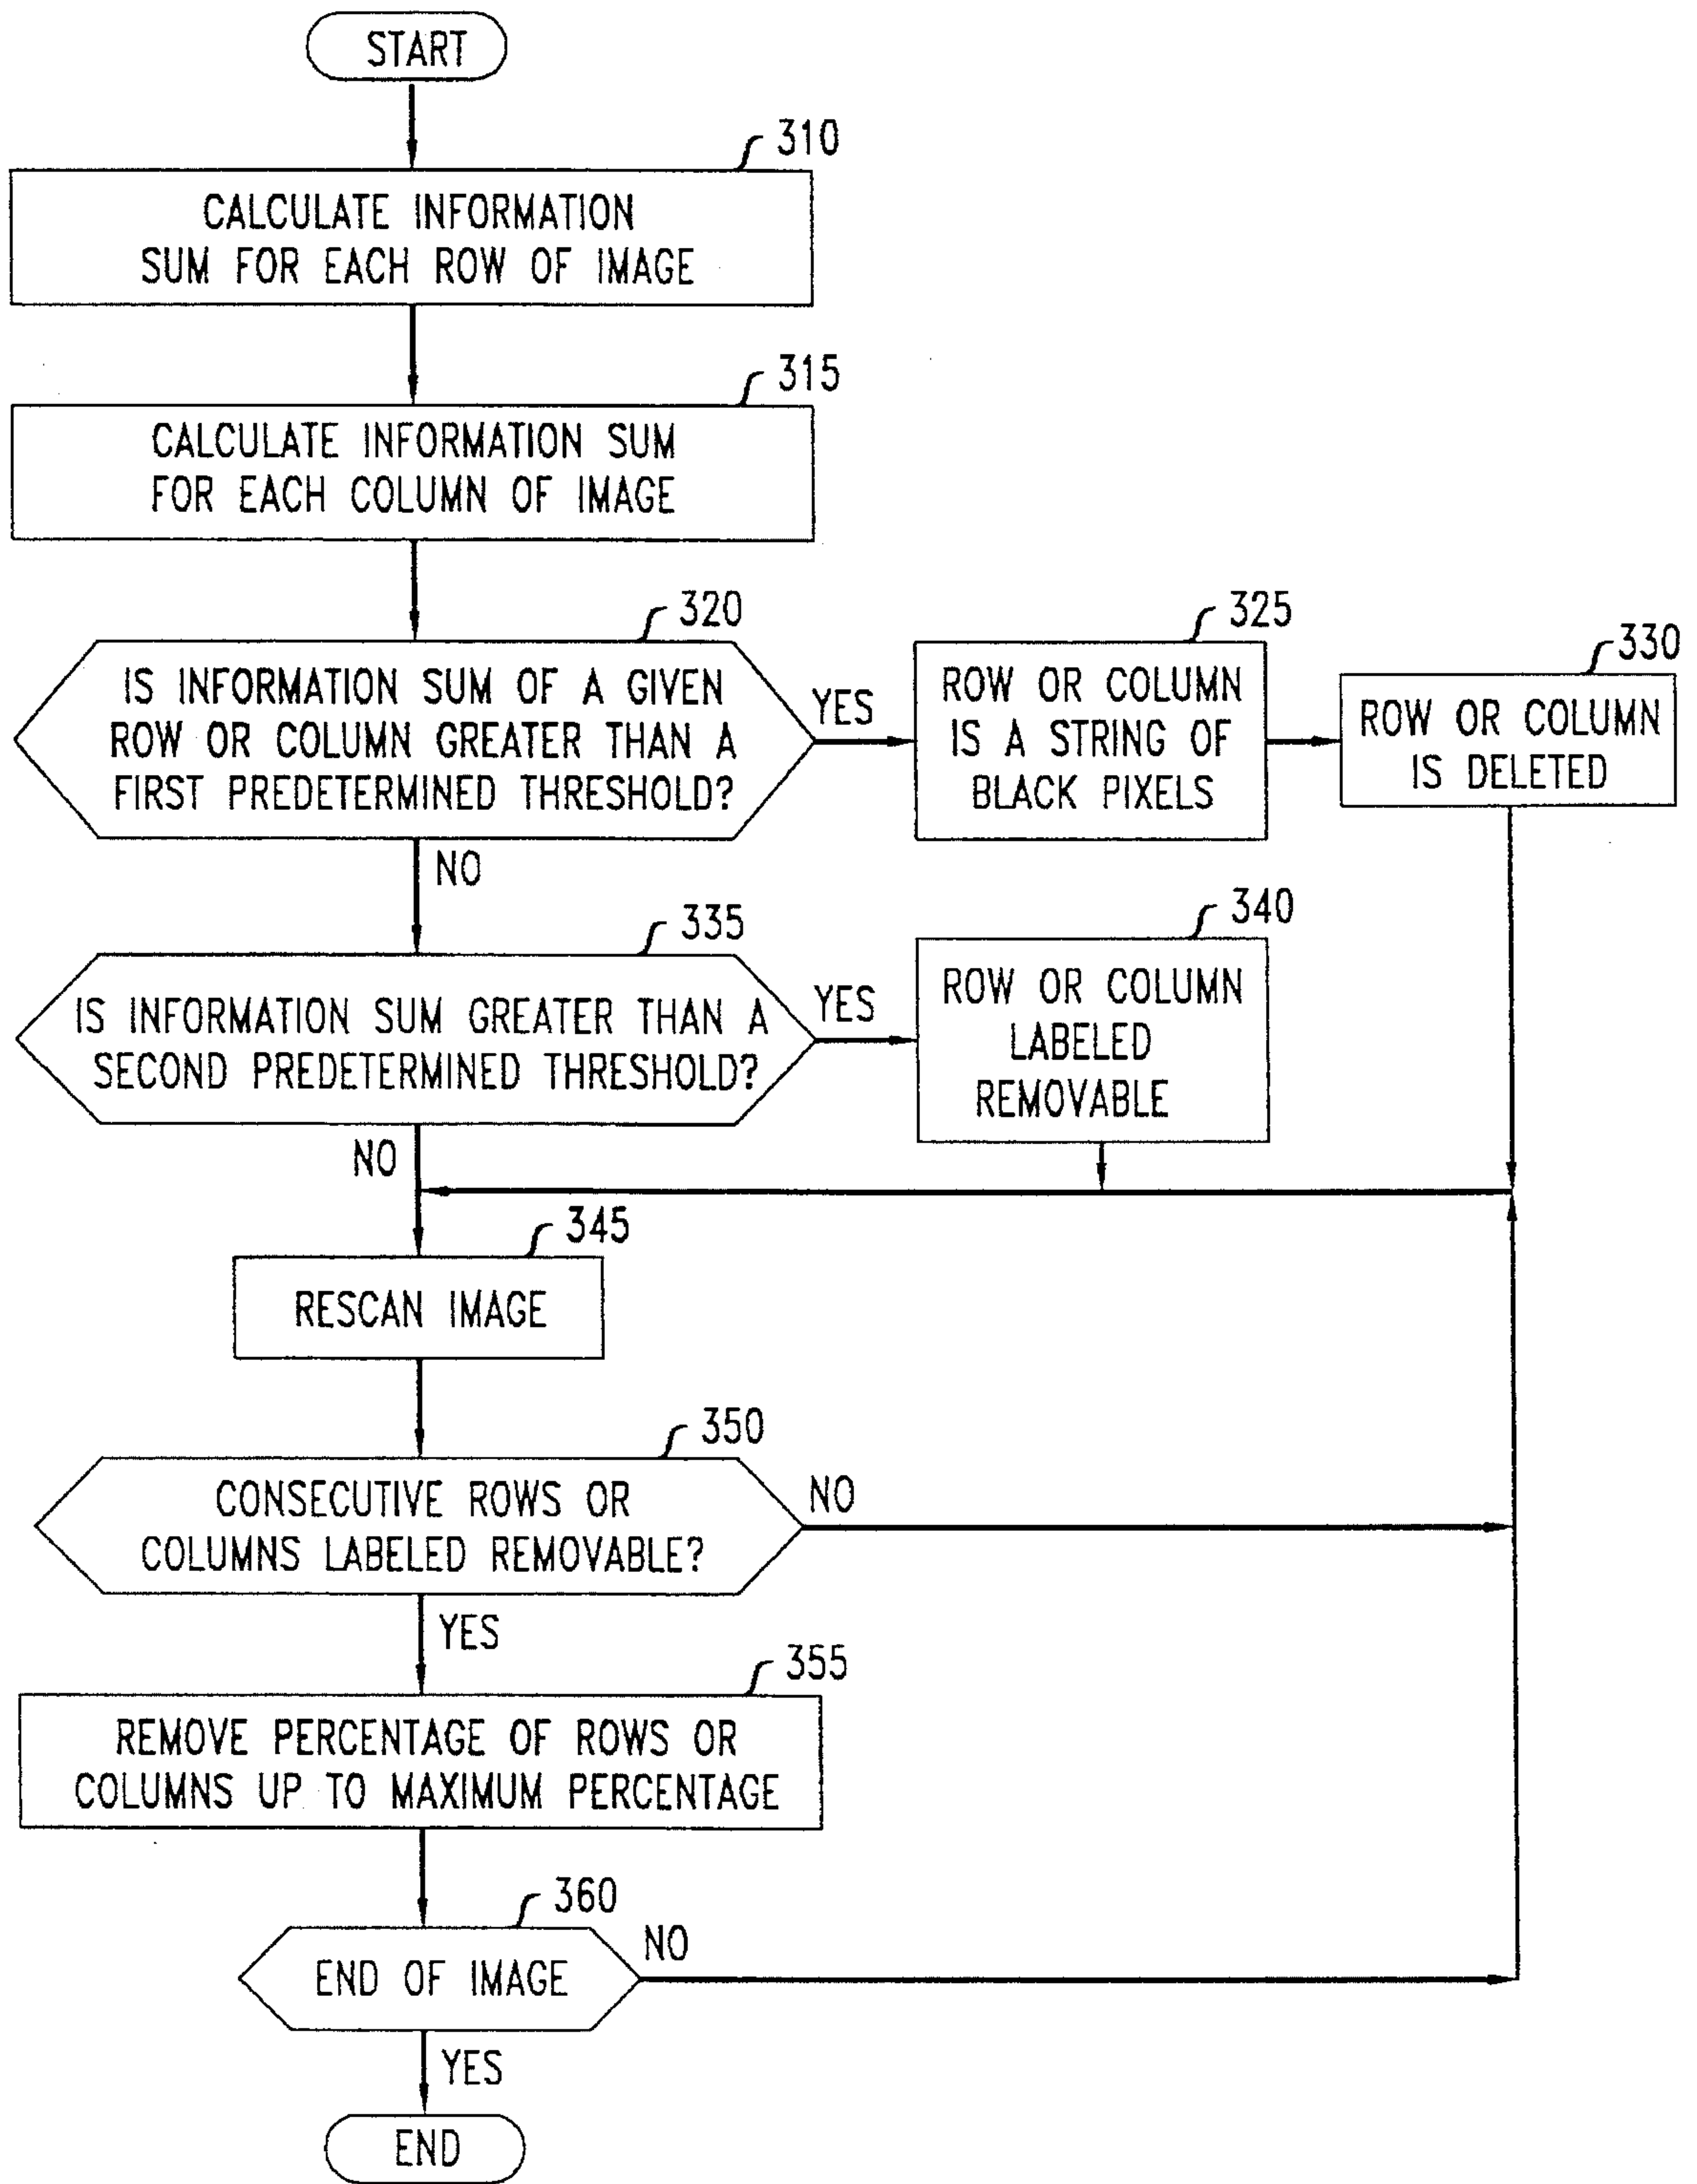 START
310
CALCULATE INFORMATION
SUM FOR EACH ROW OF IMAGE
315
CALCULATE INFORMATION SUM
FOR EACH COLUMN OF IMAGE
320
IS INFORMATION SUM OF A GIVEN
ROW OR COLUMN GREATER THAN A
FIRST PREDETERMINED THRESHOLD?
YES
325
ROW OR COLUMN
IS A STRING OF
BLACK PIXELS
330
ROW OR COLUMN
IS DELETED
NO
335
IS INFORMATION SUM GREATER THAN A
SECOND PREDETERMINED THRESHOLD?
YES
340
ROW OR COLUMN
LABELED
REMOVABLE
NO
345
RESCAN IMAGE
350
CONSECUTIVE ROWS OR
COLUMNS LABELED REMOVABLE?
NO
YES
355
REMOVE PERCENTAGE OF ROWS OR
COLUMNS UP TO MAXIMUM PERCENTAGE
360
END OF IMAGE
NO
YES
END